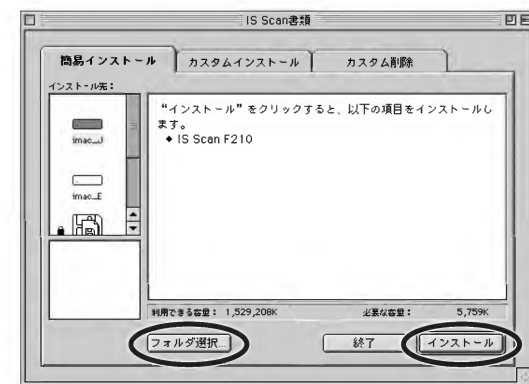 IS Scan書類
簡易インストール
カスタムインストール
カスタム削除
インストール先：
imac_J
imac_E
“インストール”をクリックすると、以下の項目をインストールし
ます。
◆ IS Scan F210
利用できる容量： 1,529,208K
必要な容量： 5,759K
フォルダ選択...
終了
インストール